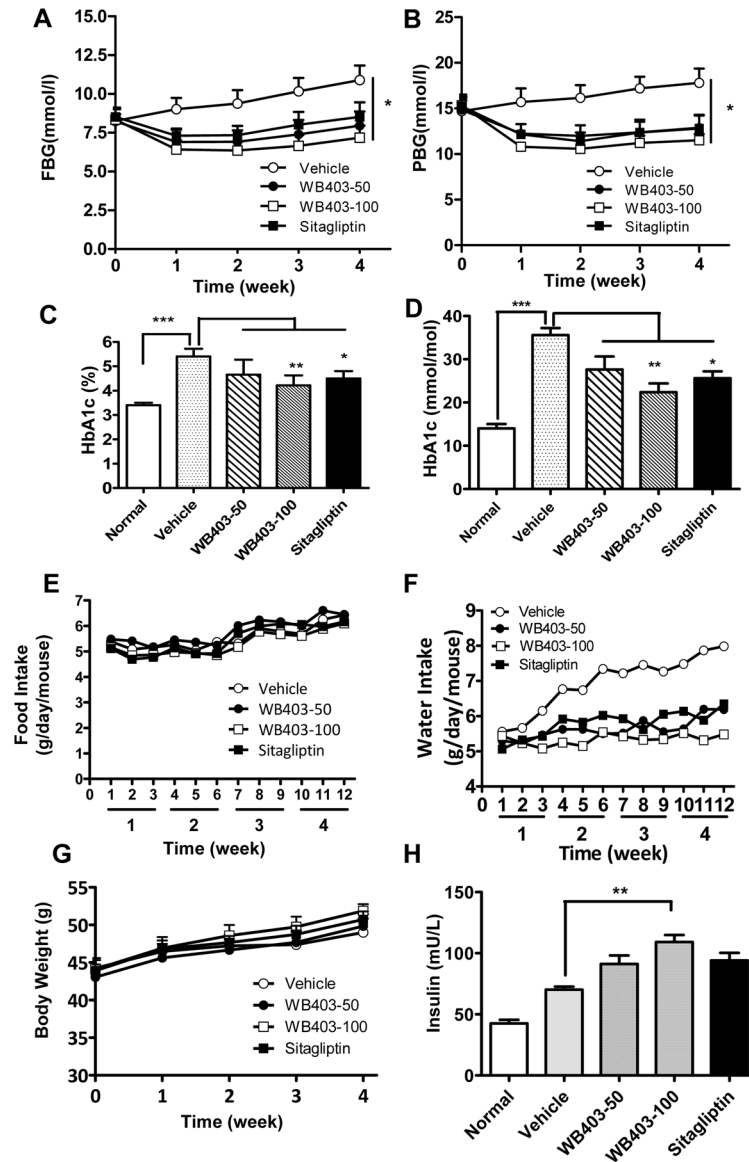 A
FBG(mmol/l)
15.0
12.5
10.0
7.5
5.0
2.5
0.0
*
Vehicle
WB403-50
WB403-100
Sitagliptin
0 1 2 3 4
Time (week)
B
PBG(mmol/l)
25
20
15
10
5
0
*
Vehicle
WB403-50
WB403-100
Sitagliptin
0 1 2 3 4
Time (week)
C
HbA1c (%)
6
5
4
3
2
1
0
***
**
*
Normal
Vehicle
WB403-50
WB403-100
Sitagliptin
D
HbA1c (mmol/mol)
40
30
20
10
0
***
**
*
Normal
Vehicle
WB403-50
WB403-100
Sitagliptin
E
Food Intake
(g/day/mouse)
7
6
5
4
3
2
1
0
Vehicle
WB403-50
WB403-100
Sitagliptin
0 1 2 3 4 5 6 7 8 9 10 11 12
1 2 3 4
Time (week)
F
Water Intake
(g/day/mouse)
9
8
7
6
5
4
Vehicle
WB403-50
WB403-100
Sitagliptin
0 1 2 3 4 5 6 7 8 9 10 11 12
1 2 3 4
Time (week)
G
Body Weight (g)
55
50
45
40
35
30
Vehicle
WB403-50
WB403-100
Sitagliptin
0 1 2 3 4
Time (week)
H
Insulin (mU/L)
150
100
50
0
**
Normal
Vehicle
WB403-50
WB403-100
Sitagliptin